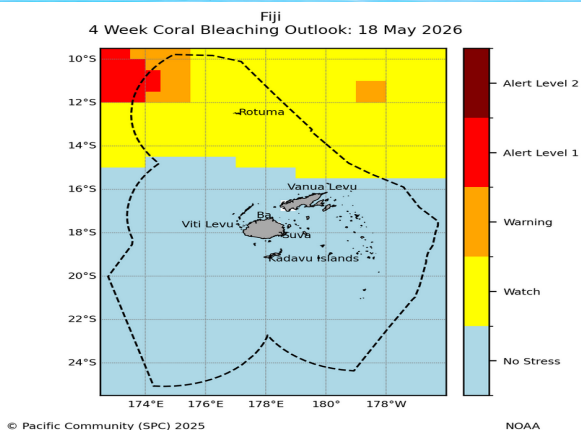 Fiji
4 Week Coral Bleaching Outlook: 18 May 2026
10°S
12°S
14°S
16°S
18°S
20°S
22°S
24°S
Rotuma
Vanua Levu
Ba
Viti Levu
Suva
Kadavu Islands
174°E
176°E
178°E
180°
178°W
Alert Level 2
Alert Level 1
Warning
Watch
No Stress
© Pacific Community (SPC) 2025
NOAA